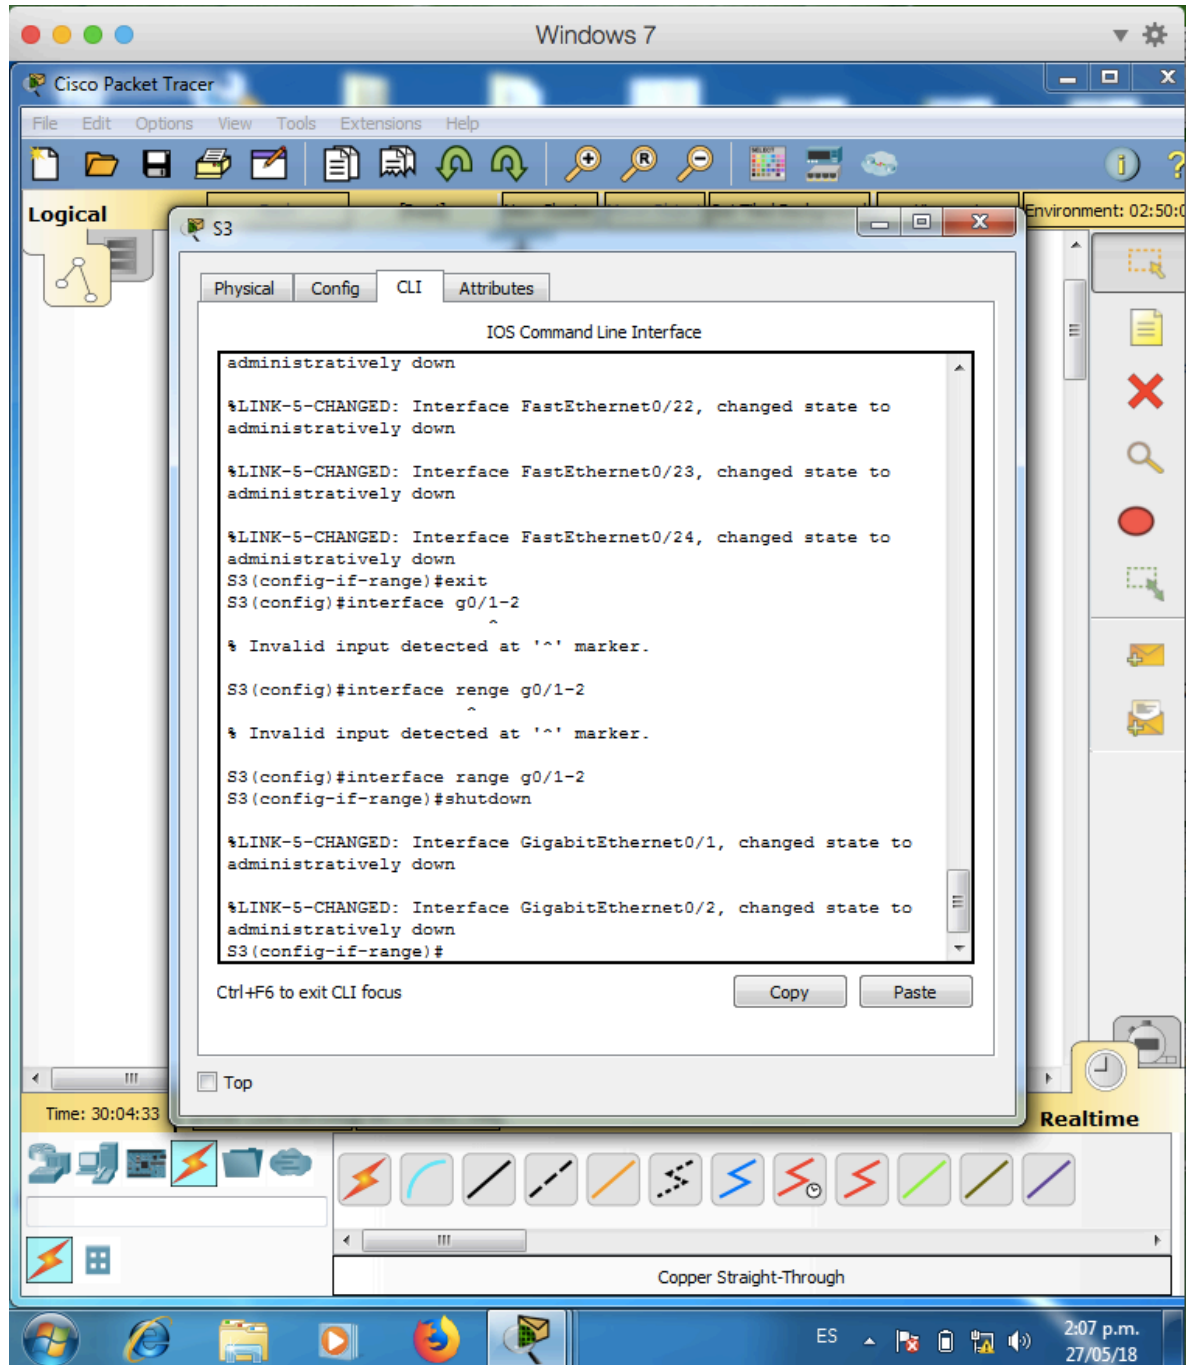 Windows 7
Cisco Packet Tracer
File Edit Options View Tools Extensions Help
Logical
Environment: 02:50:0
S3
Physical Config CLI Attributes
IOS Command Line Interface
administratively down
%LINK-5-CHANGED: Interface FastEthernet0/22, changed state to
administratively down
%LINK-5-CHANGED: Interface FastEthernet0/23, changed state to
administratively down
%LINK-5-CHANGED: Interface FastEthernet0/24, changed state to
administratively down
S3(config-if-range)#exit
S3(config)#interface g0/1-2
^
% Invalid input detected at '^' marker.
S3(config)#interface renge g0/1-2
^
% Invalid input detected at '^' marker.
S3(config)#interface range g0/1-2
S3(config-if-range)#shutdown
%LINK-5-CHANGED: Interface GigabitEthernet0/1, changed state to
administratively down
%LINK-5-CHANGED: Interface GigabitEthernet0/2, changed state to
administratively down
S3(config-if-range)#
Ctrl+F6 to exit CLI focus
Copy Paste
Top
Time: 30:04:33
Realtime
Copper Straight-Through
ES
2:07 p.m.
27/05/18